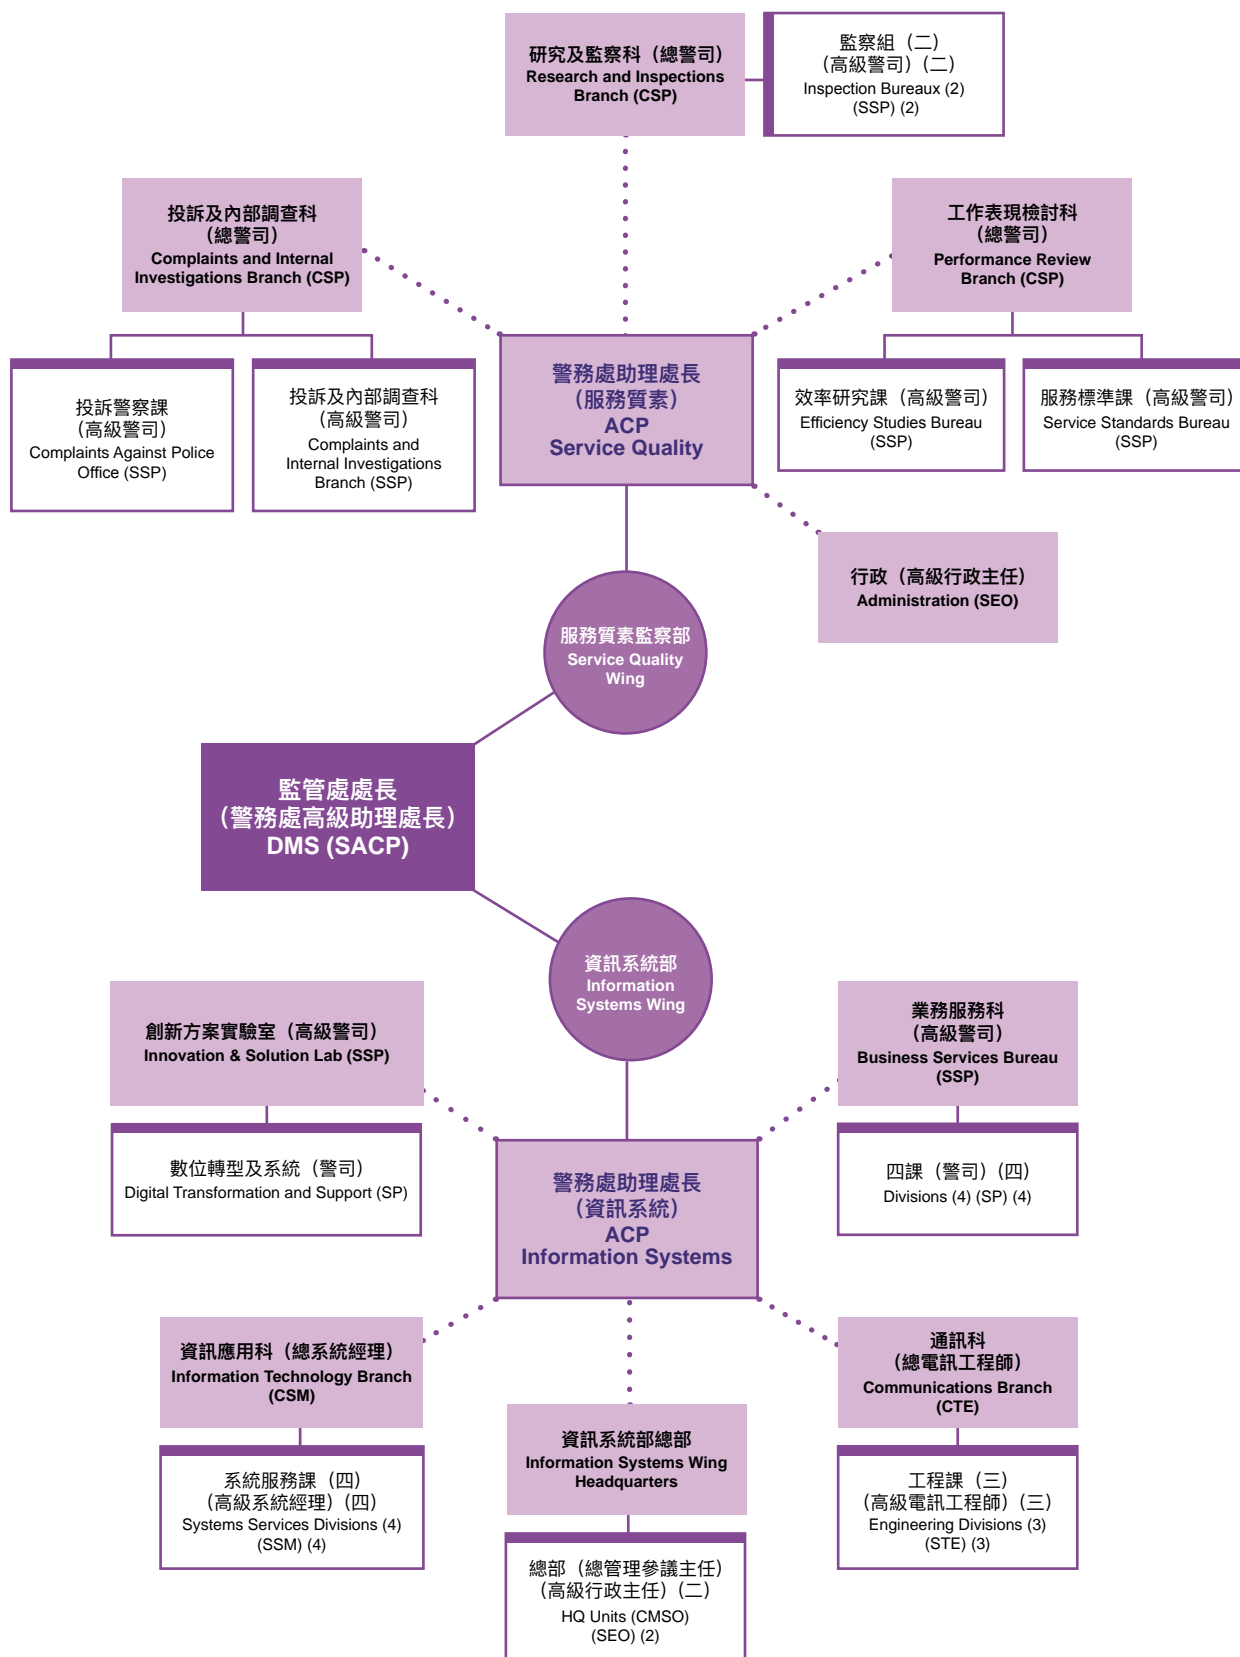 研究及監察科（總警司）
Research and Inspections
Branch (CSP)
監察組（二）
（高級警司）（二）
Inspection Bureaux (2)
(SSP) (2)
投訴及內部調查科
（總警司）
Complaints and Internal
Investigations Branch (CSP)
工作表現檢討科
（總警司）
Performance Review
Branch (CSP)
投訴警察課
（高級警司）
Complaints Against Police
Office (SSP)
投訴及內部調查科
（高級警司）
Complaints and
Internal Investigations
Branch (SSP)
警務處助理處長
（服務質素）
ACP
Service Quality
效率研究課（高級警司）
Efficiency Studies Bureau
(SSP)
服務標準課（高級警司）
Service Standards Bureau
(SSP)
行政（高級行政主任）
Administration (SEO)
服務質素監察部
Service Quality
Wing
監管處處長
（警務處高級助理處長）
DMS (SACP)
資訊系統部
Information
Systems Wing
創新方案實驗室（高級警司）
Innovation & Solution Lab (SSP)
業務服務科
（高級警司）
Business Services Bureau
(SSP)
數位轉型及系統（警司）
Digital Transformation and Support (SP)
警務處助理處長
（資訊系統）
ACP
Information Systems
四課（警司）（四）
Divisions (4) (SP) (4)
資訊應用科（總系統經理）
Information Technology Branch
(CSM)
通訊科
（總電訊工程師）
Communications Branch
(CTE)
資訊系統部總部
Information Systems Wing
Headquarters
系統服務課（四）
（高級系統經理）（四）
Systems Services Divisions (4)
(SSM) (4)
工程課（三）
（高級電訊工程師）（三）
Engineering Divisions (3)
(STE) (3)
總部（總管理參議主任）
（高級行政主任）（二）
HQ Units (CMSO)
(SEO) (2)